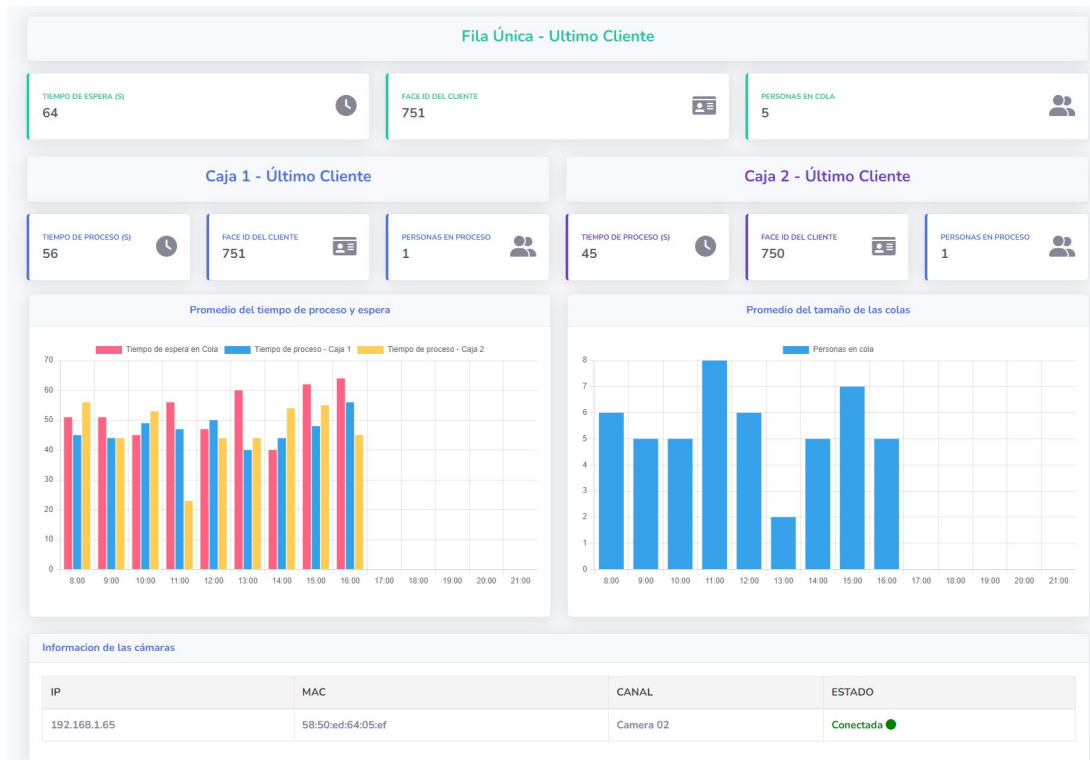 Fila Única - Ultimo Cliente
TIEMPO DE ESPERA (S)
64
FACE ID DEL CLIENTE
751
PERSONAS EN COLA
5
Caja 1 - Último Cliente
Caja 2 - Último Cliente
TIEMPO DE PROCESO (S)
56
FACE ID DEL CLIENTE
751
PERSONAS EN PROCESO
1
TIEMPO DE PROCESO (S)
45
FACE ID DEL CLIENTE
750
PERSONAS EN PROCESO
1
Promedio del tiempo de proceso y espera
Tiempo de espera en Cola Tiempo de proceso - Caja 1 Tiempo de proceso - Caja 2
70
60
50
40
30
20
10
0
8:00 9:00 10:00 11:00 12:00 13:00 14:00 15:00 16:00 17:00 18:00 19:00 20:00 21:00
Promedio del tamaño de las colas
Personas en cola
8
7
6
5
4
3
2
1
0
8:00 9:00 10:00 11:00 12:00 13:00 14:00 15:00 16:00 17:00 18:00 19:00 20:00 21:00
Informacion de las cámaras
IP MAC CANAL ESTADO
192.168.1.65 58:50:ed:64:05:ef Camera 02 Conectada